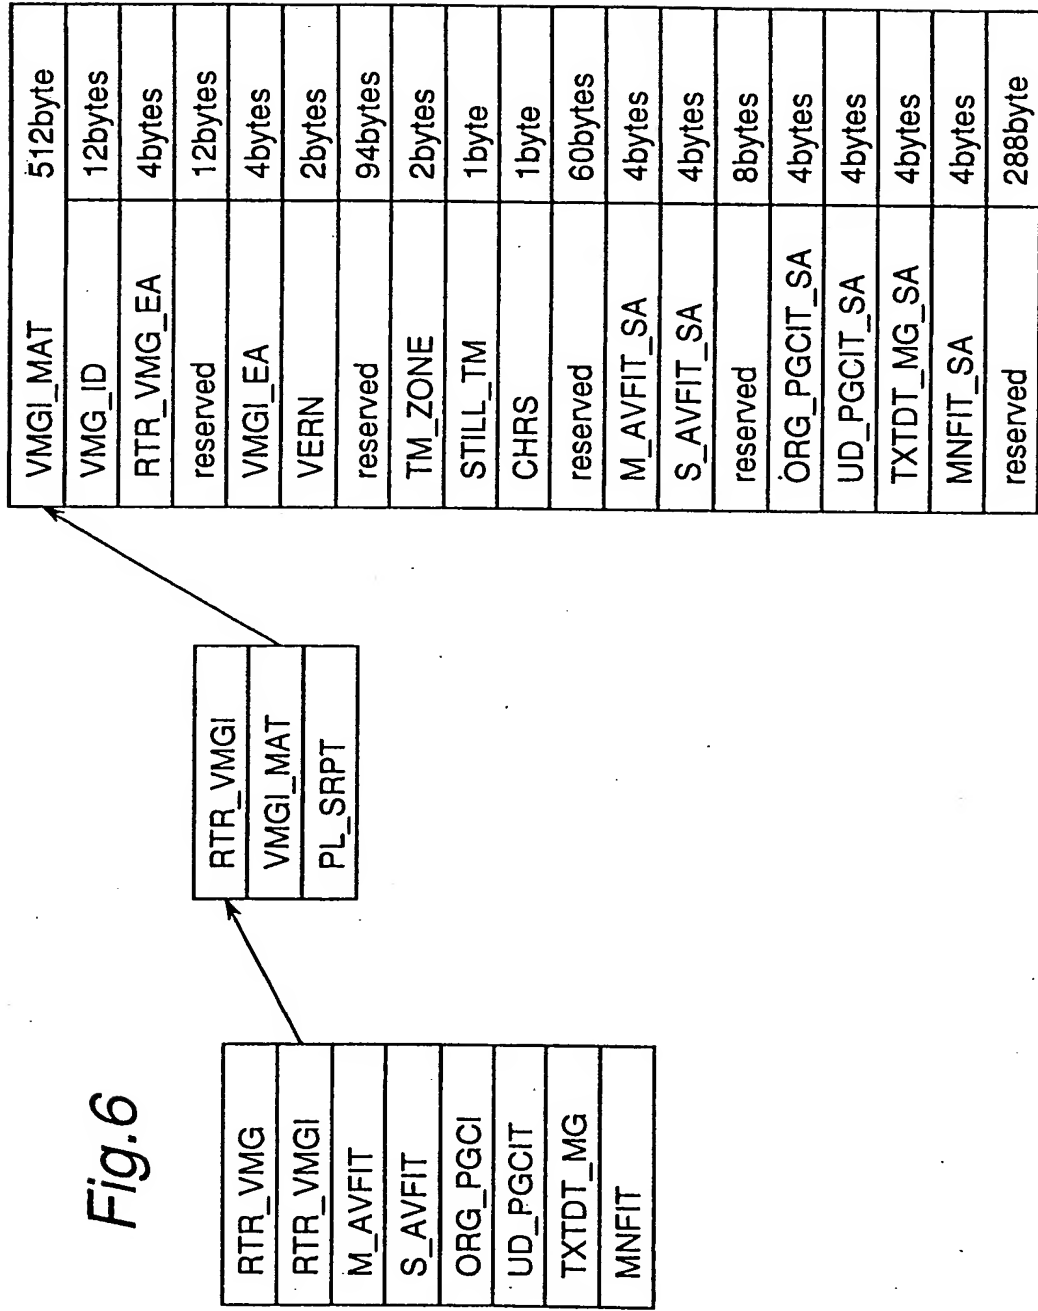 Fig.6
RTR_VMG
RTR_VMGI
M_AVFIT
S_AVFIT
ORG_PGCI
UD_PGCIT
TXTDT_MG
MNFIT
RTR_VMGI
VMGI_MAT
PL_SRPT
VMGI_MAT 512byte
VMG_ID 12bytes
RTR_VMG_EA 4bytes
reserved 12bytes
VMGI_EA 4bytes
VERN 2bytes
reserved 94bytes
TM_ZONE 2bytes
STILL_TM 1byte
CHRS 1byte
reserved 60bytes
M_AVFIT_SA 4bytes
S_AVFIT_SA 4bytes
reserved 8bytes
ORG_PGCIT_SA 4bytes
UD_PGCIT_SA 4bytes
TXTDT_MG_SA 4bytes
MNFIT_SA 4bytes
reserved 288byte